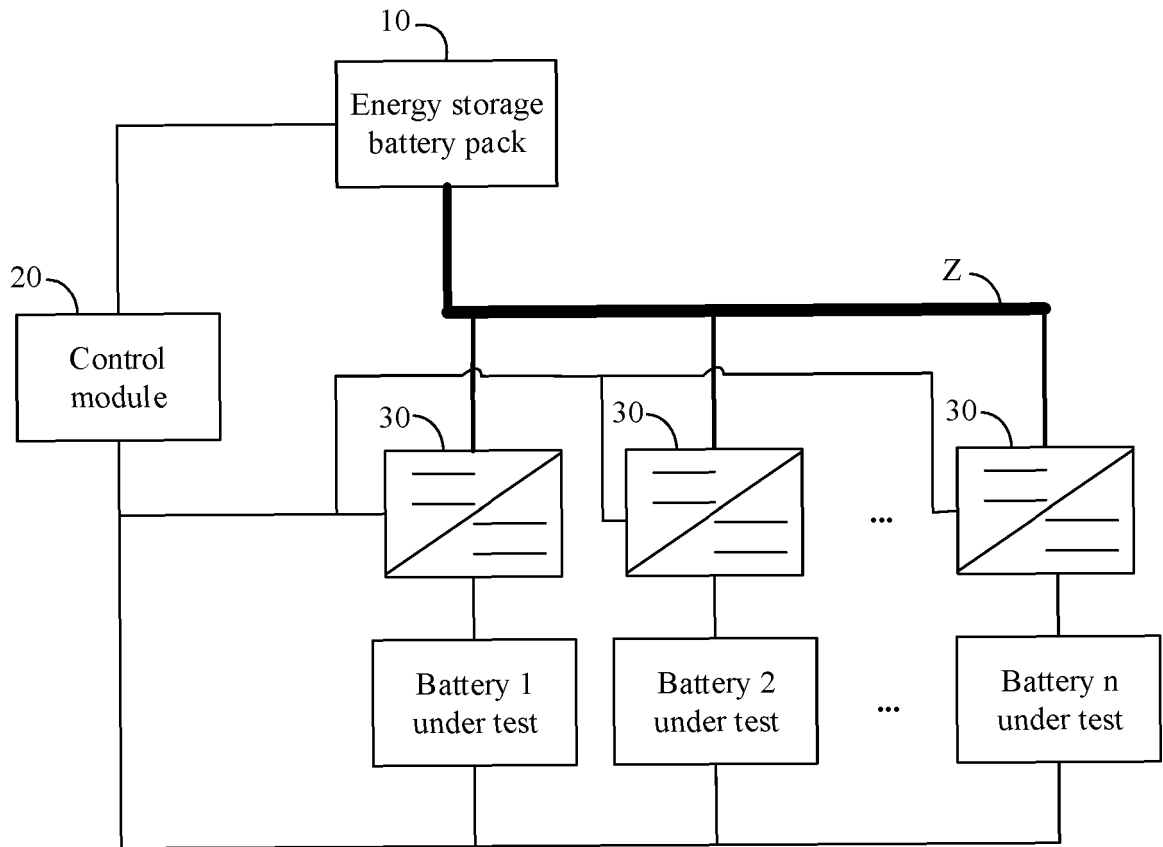 10
Energy storage
battery pack
20
Z
Control
module
30
30
30
...
Battery 1
under test
Battery 2
under test
...
Battery n
under test